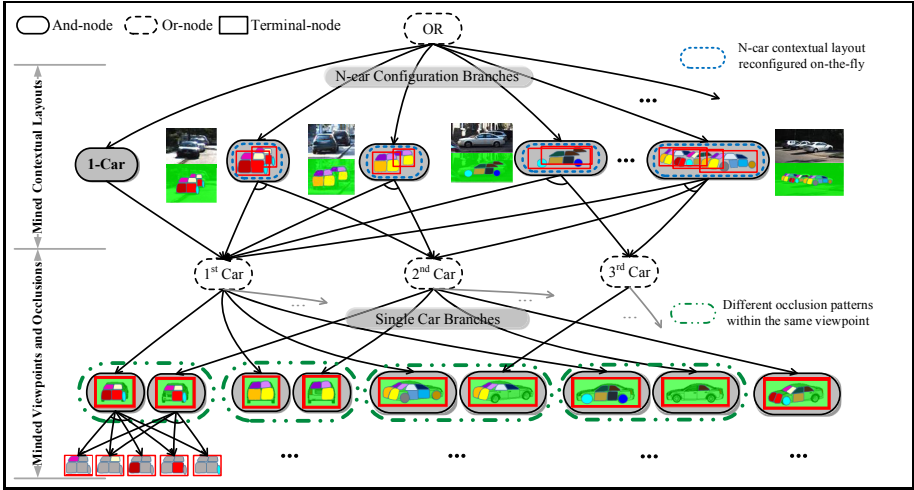 And-node
Or-node
Terminal-node
OR
N-car contextual layout
reconfigured on-the-fly
N-car Configuration Branches
...
Mined Contextual Layouts
1-Car
...
1st Car
2nd Car
3rd Car
...
...
...
Minded Viewpoints and Occlusions
Single Car Branches
Different occlusion patterns
within the same viewpoint
...
...
...
...